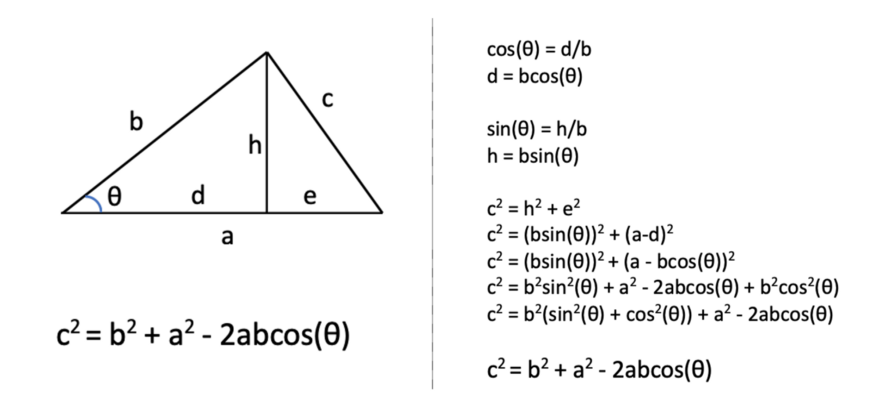 b
c
h
θ
d
e
a
c² = b² + a² - 2abcos(θ)
cos(θ) = d/b
d = bcos(θ)
sin(θ) = h/b
h = bsin(θ)
c² = h² + e²
c² = (bsin(θ))² + (a-d)²
c² = (bsin(θ))² + (a - bcos(θ))²
c² = b²sin²(θ) + a² - 2abcos(θ) + b²cos²(θ)
c² = b²(sin²(θ) + cos²(θ)) + a² - 2abcos(θ)
c² = b² + a² - 2abcos(θ)